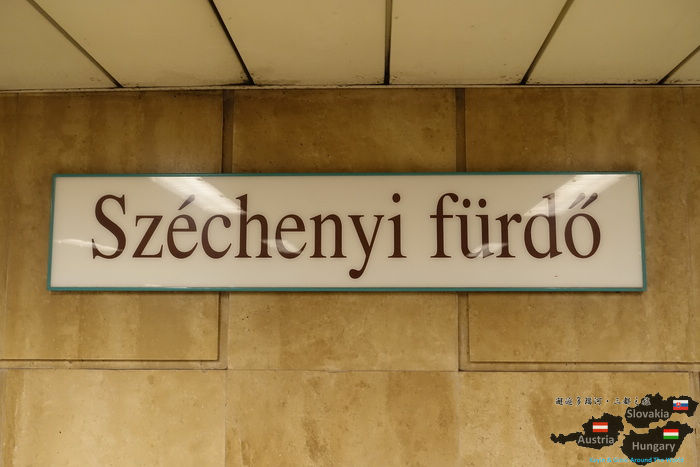 Széchenyi fürdő
Slovakia
Austria
Hungary